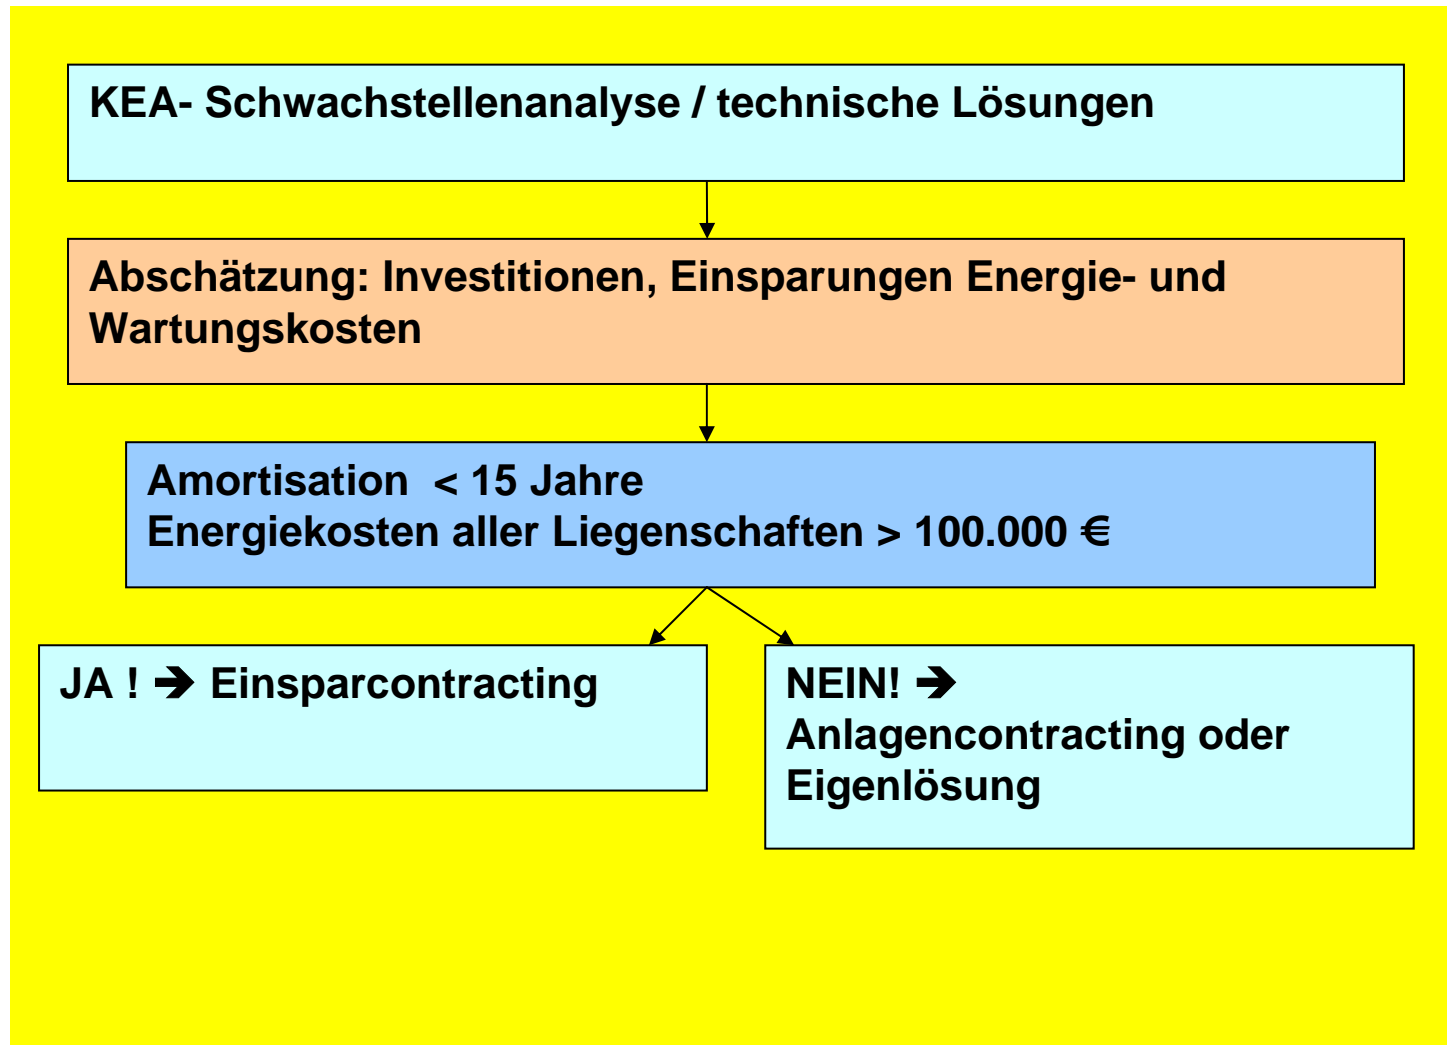 KEA- Schwachstellenanalyse / technische Lösungen
Abschätzung: Investitionen, Einsparungen Energie- und
Wartungskosten
Amortisation  < 15 Jahre
Energiekosten aller Liegenschaften > 100.000 €
JA ! ➔ Einsparcontracting
NEIN! ➔
Anlagencontracting oder
Eigenlösung